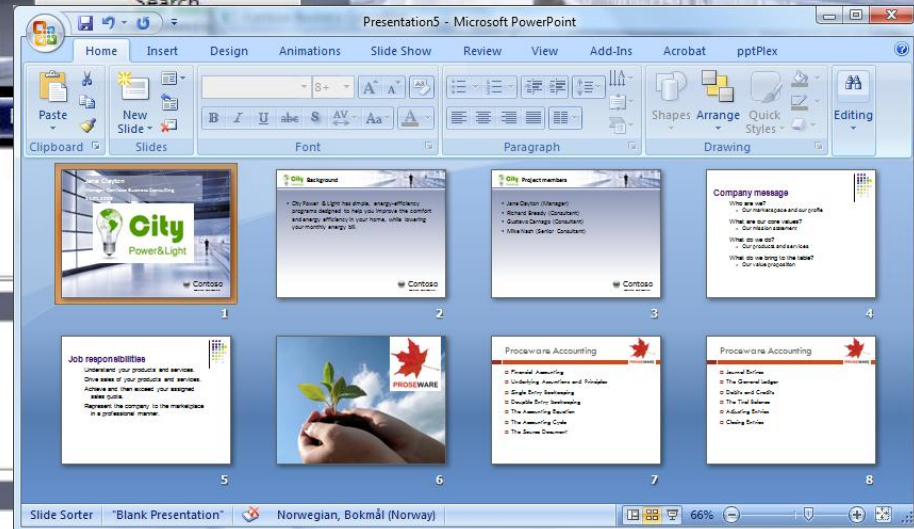 Search
Presentation5 - Microsoft PowerPoint
Home Insert Design Animations Slide Show Review View Add-Ins Acrobat pptPlex
Paste
New
Slide
8+
B I U abc S AV Aa A
Shapes Arrange Quick
Styles
Editing
Clipboard Slides Font Paragraph Drawing
Jane Clayton
City
Power&Light
Contoso
1
City Background
City Power & Light has simple, energy-efficiency
programs designed to help you improve the comfort
and energy efficiency in your home, while lowering
your monthly energy bill.
Contoso
2
City Project members
Jane Clayton (Manager)
Richard Bready (Consultant)
Gustavo Camargo (Consultant)
Mike Nash (Senior Consultant)
Contoso
3
Company message
Who are we?
Our marketplace and our profile
What are our core values?
Our mission statement
What do we do?
Our products and services
What do we bring to the table?
Our value proposition
4
Job responsibilities
Understand your products and services.
Drive sales of your products and services.
Achieve and then exceed your assigned
sales quota.
Represent the company to the marketplace
in a professional manner.
5
PROSEWARE
6
Proceware Accounting
Financial Accounting
Single Entry Bookkeeping
The Accounting Equation
The Accounting Cycle
The Source Document
7
Proceware Accounting
Journal Entries
The General Ledger
Debits and Credits
The Trial Balance
Adjusting Entries
Closing Entries
8
Slide Sorter "Blank Presentation" Norwegian, Bokmål (Norway) 66%